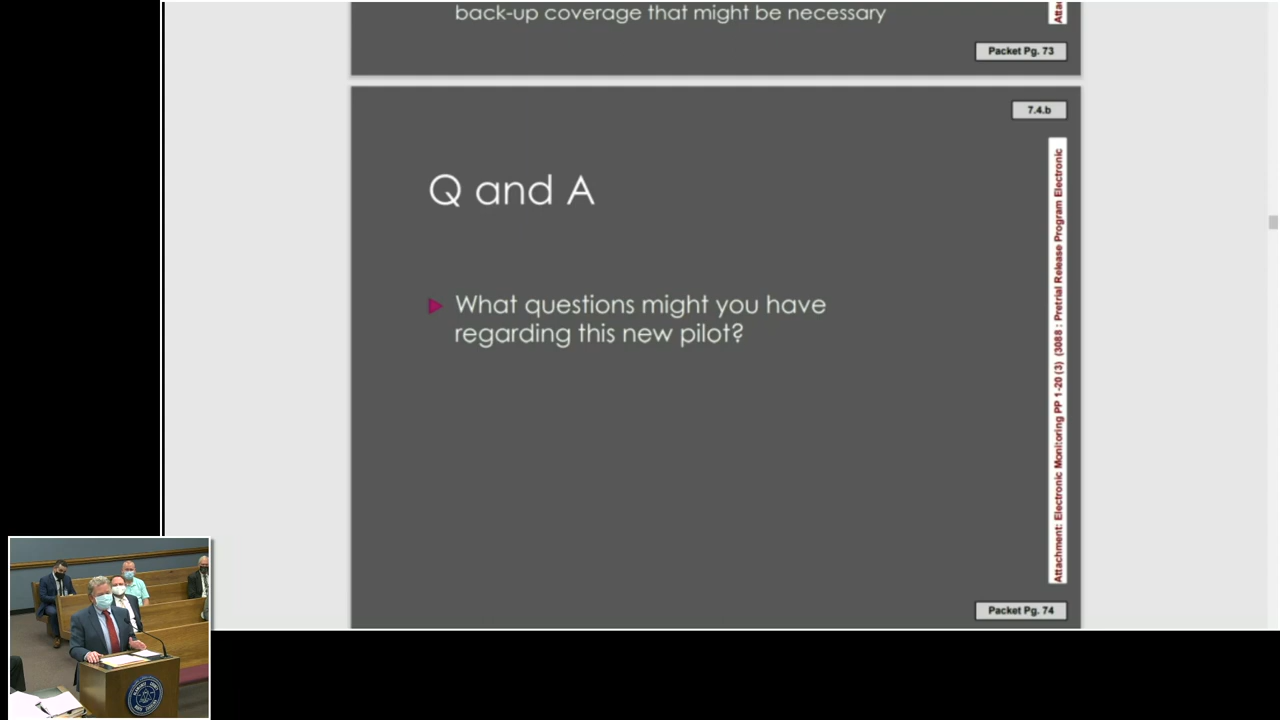 back-up coverage that might be necessary
Atta
Packet Pg. 73
7.4.b
Q and A
What questions might you have
regarding this new pilot?
Attachment: Electronic Monitoring PP 1-20 (3) (3088 : Pretrial Release Program Electronic
Packet Pg. 74